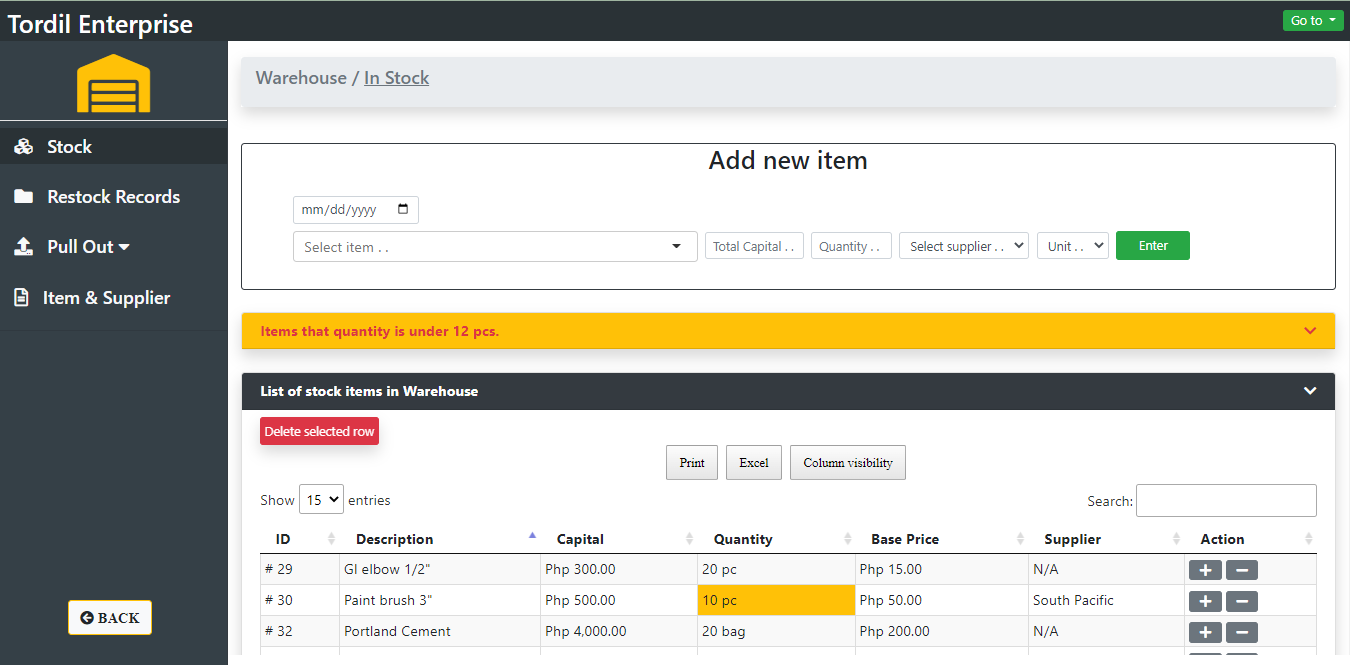 Tordil Enterprise
Go to
Warehouse / In Stock
Stock
Restock Records
Pull Out
Item & Supplier
BACK
Add new item
mm/dd/yyyy
Select item . . Total Capital . . Quantity . . Select supplier . . Unit . . Enter
Items that quantity is under 12 pcs.
List of stock items in Warehouse
Delete selected row
Print Excel Column visibility
Show 15 entries Search:
ID Description Capital Quantity Base Price Supplier Action
# 29 GI elbow 1/2" Php 300.00 20 pc Php 15.00 N/A + −
# 30 Paint brush 3" Php 500.00 10 pc Php 50.00 South Pacific + −
# 32 Portland Cement Php 4,000.00 20 bag Php 200.00 N/A + −